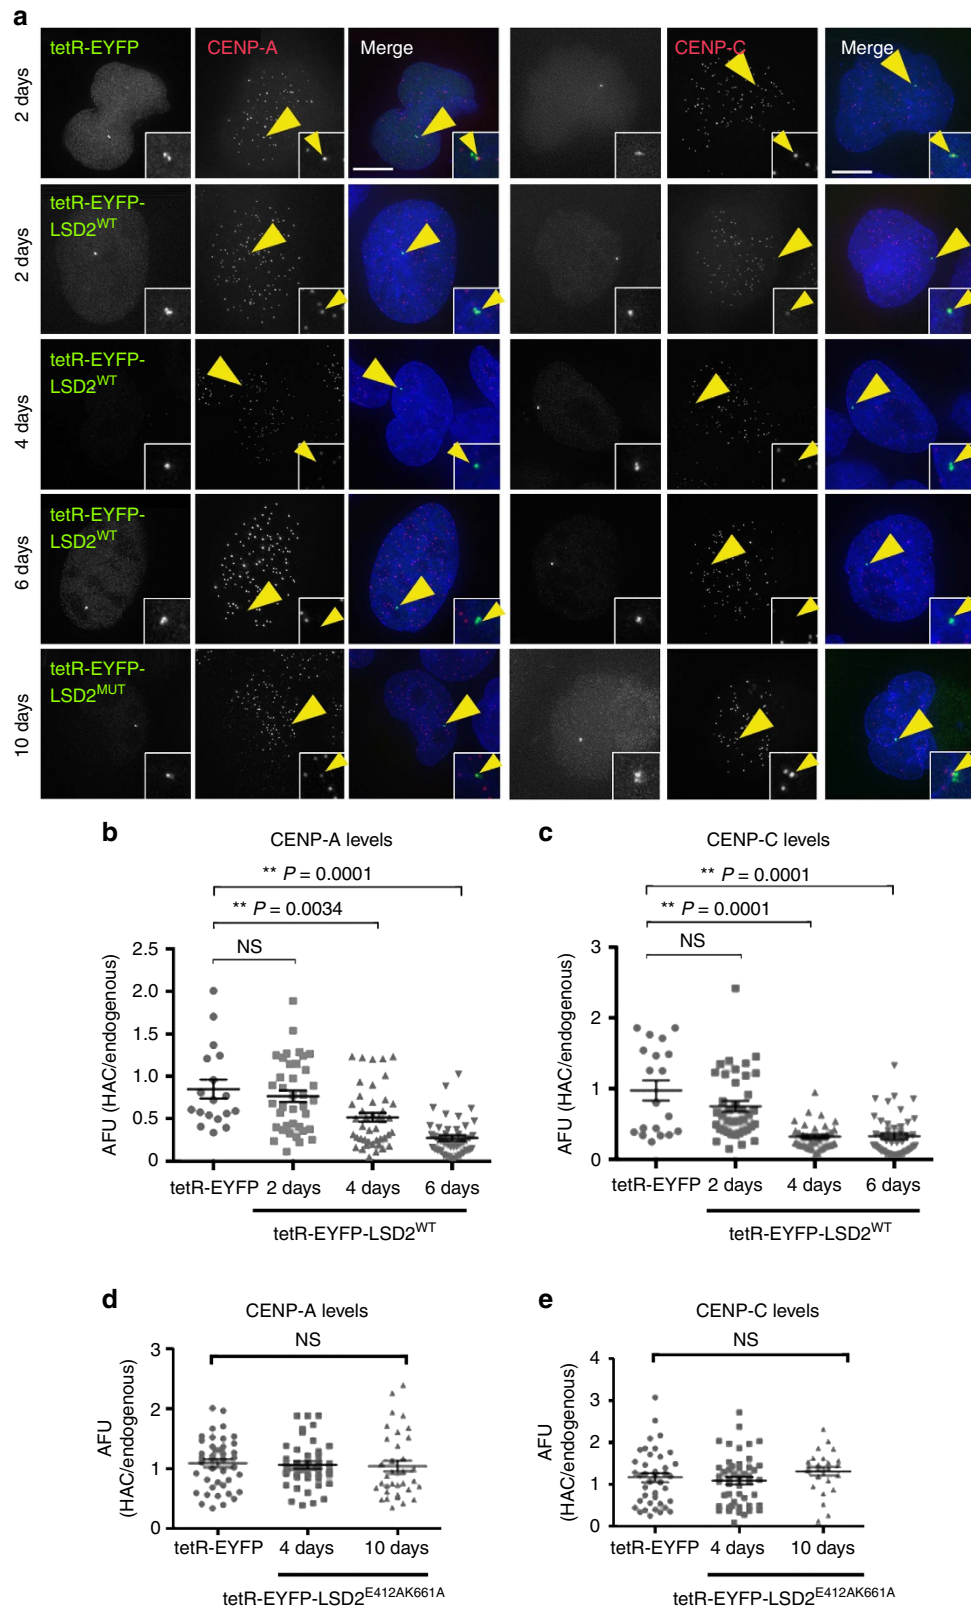 a
tetR-EYFP
CENP-A
Merge
CENP-C
Merge
2 days
tetR-EYFP-
LSD2WT
2 days
tetR-EYFP-
LSD2WT
4 days
tetR-EYFP-
LSD2WT
6 days
tetR-EYFP-
LSD2MUT
10 days
b
CENP-A levels
** P = 0.0001
** P = 0.0034
NS
2.5
2.0
1.5
1.0
0.5
0
AFU (HAC/endogenous)
tetR-EYFP 2 days 4 days 6 days
tetR-EYFP-LSD2WT
c
CENP-C levels
** P = 0.0001
** P = 0.0001
NS
3
2
1
0
AFU (HAC/endogenous)
tetR-EYFP 2 days 4 days 6 days
tetR-EYFP-LSD2WT
d
CENP-A levels
NS
3
2
1
0
AFU
(HAC/endogenous)
tetR-EYFP 4 days 10 days
tetR-EYFP-LSD2E412AK661A
e
CENP-C levels
NS
4
3
2
1
0
AFU
(HAC/endogenous)
tetR-EYFP 4 days 10 days
tetR-EYFP-LSD2E412AK661A